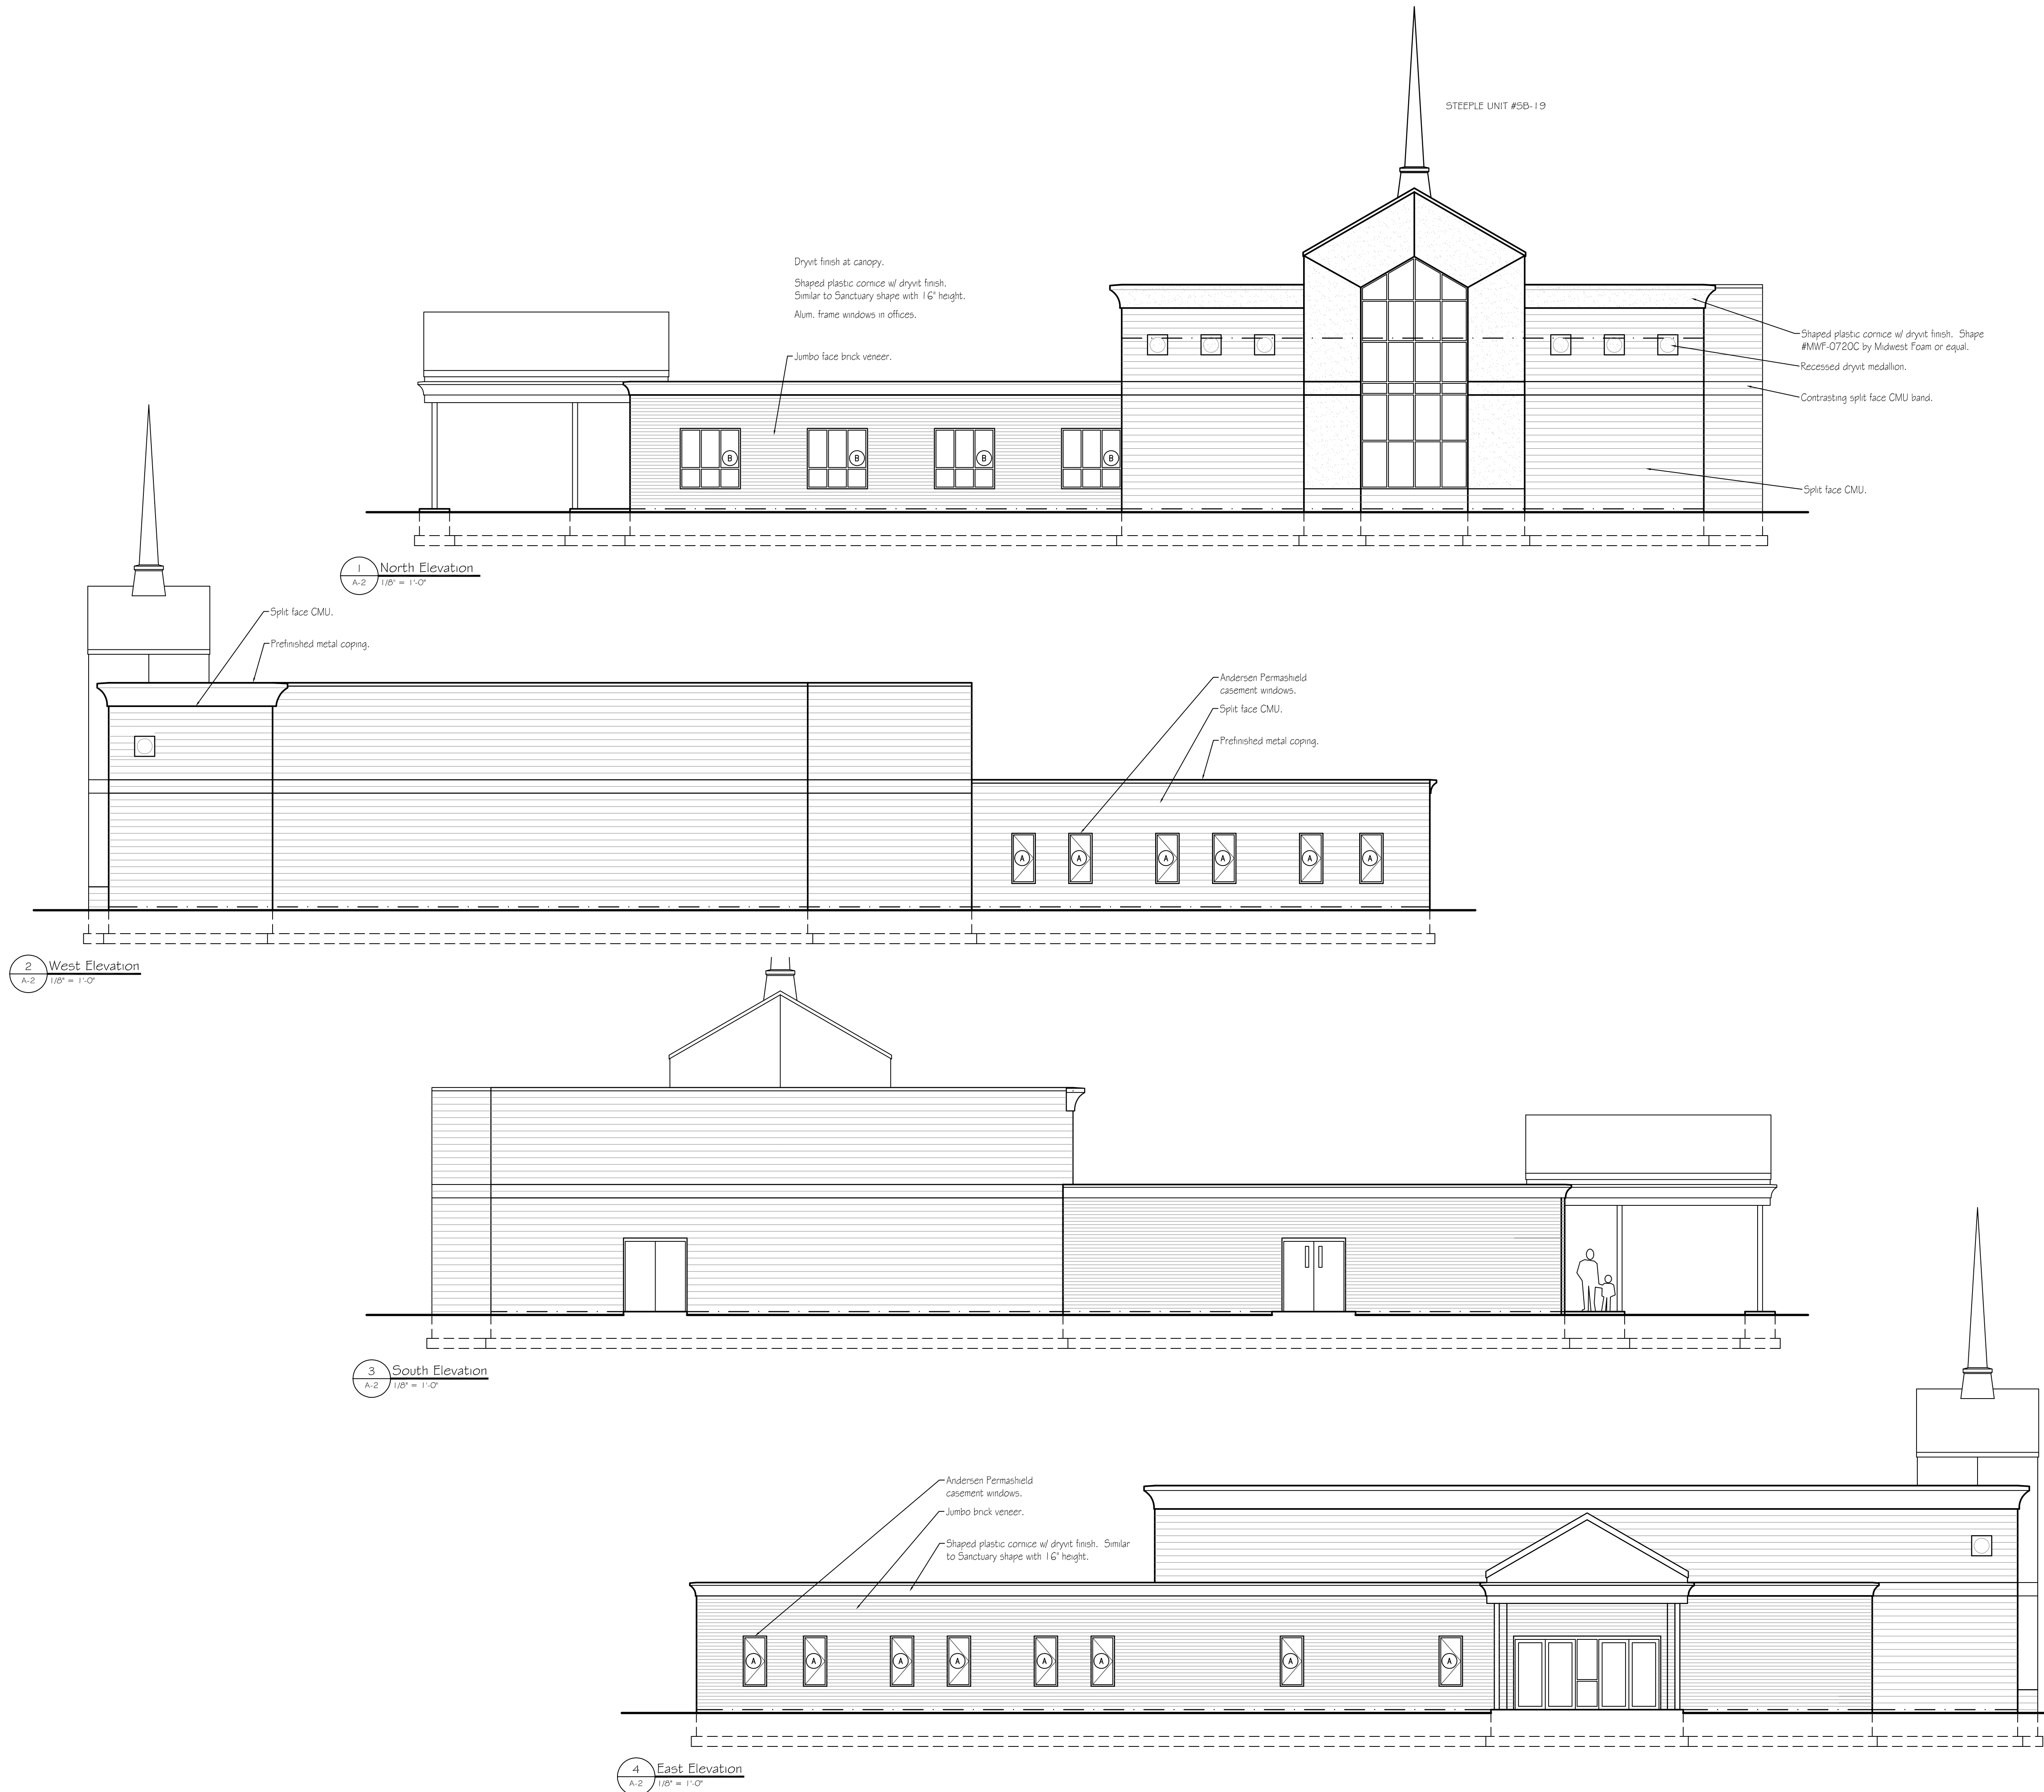 STEEPLE UNIT #SB-19
Dryvit finish at canopy.
Shaped plastic cornice w/ dryvit finish.
Similar to Sanctuary shape with 16" height.
Alum. frame windows in offices.
Jumbo face brick veneer.
Shaped plastic cornice w/ dryvit finish. Shape
#MWF-0720C by Midwest Foam or equal.
Recessed dryvit medallion.
Contrasting split face CMU band.
Split face CMU.
B
B
B
B
1
A-2
North Elevation
1/8" = 1'-0"
Split face CMU.
Prefinished metal coping.
Andersen Permashield
casement windows.
Split face CMU.
Prefinished metal coping.
A
A
A
A
A
A
2
A-2
West Elevation
1/8" = 1'-0"
3
A-2
South Elevation
1/8" = 1'-0"
Andersen Permashield
casement windows.
Jumbo brick veneer.
Shaped plastic cornice w/ dryvit finish. Similar
to Sanctuary shape with 16" height.
A
A
A
A
A
A
A
A
4
A-2
East Elevation
1/8" = 1'-0"